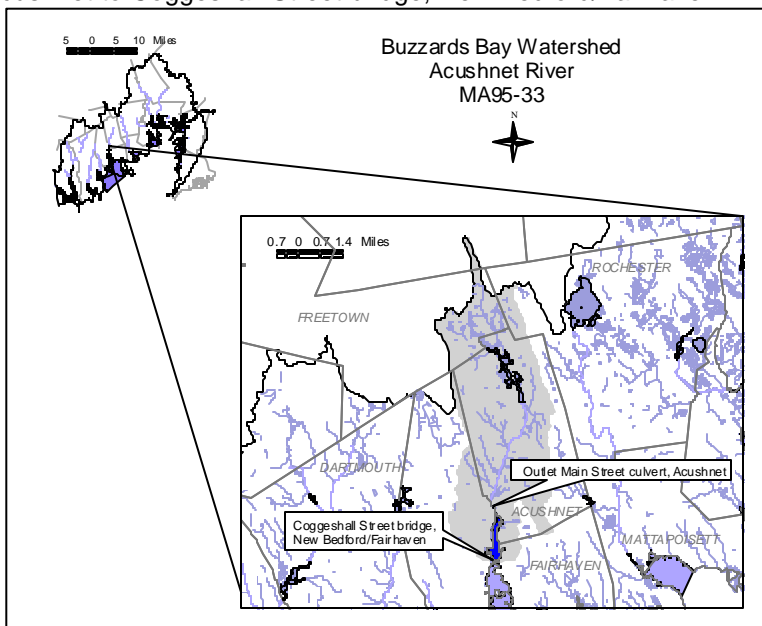 5 0 5 10 Miles
Buzzards Bay Watershed
Acushnet River
MA95-33
N
0.7 0 0.7 1.4 Miles
ROCHESTER
FREETOWN
DARTMOUTH
Outlet Main Street culvert, Acushnet
ACUSHNET
Coggeshall Street bridge,
New Bedford/Fairhaven
MATTAPOISETT
FAIRHAVEN